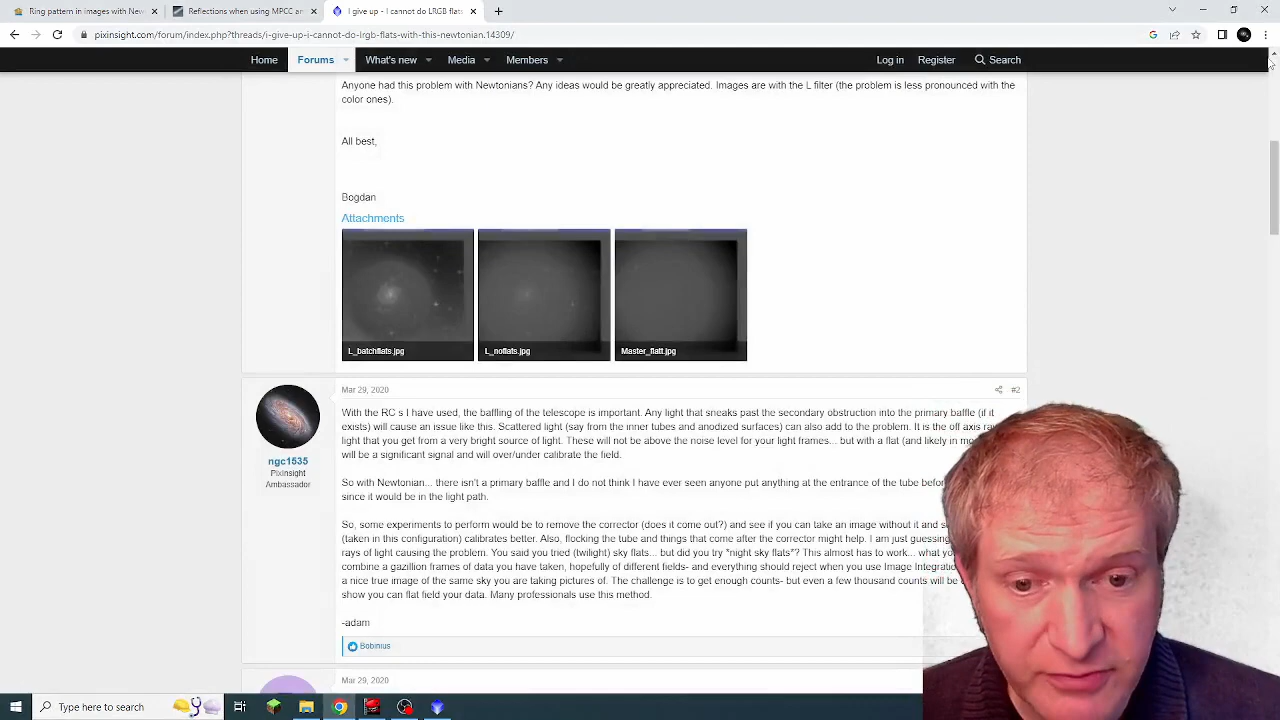 Ring pattern in images with New
Reflections when using MPCC an
I give up - I cannot do LRGB flats
pixinsight.com/forum/index.php?threads/i-give-up-i-cannot-do-lrgb-flats-with-this-newtonian.14309/
Home Forums What's new Media Members Log in Register Search
Anyone had this problem with Newtonians? Any ideas would be greatly appreciated. Images are with the L filter (the problem is less pronounced with the
color ones).
All best,
Bogdan
Attachments
L_batchflats.jpg L_noflats.jpg Master_flatt.jpg
Mar 29, 2020 #2
ngc1535
PixInsight
Ambassador
With the RC s I have used, the baffling of the telescope is important. Any light that sneaks past the secondary obstruction into the primary baffle (if it
exists) will cause an issue like this. Scattered light (say from the inner tubes and anodized surfaces) can also add to the problem. It is the off axis
light that you get from a very bright source of light. These will not be above the noise level for your light frames... but with a flat (and likely in
will be a significant signal and will over/under calibrate the field.
So with Newtonian... there isn't a primary baffle and I do not think I have ever seen anyone put anything at the entrance of the tube
since it would be in the light path.
So, some experiments to perform would be to remove the corrector (does it come out?) and see if you can take an image without it and
(taken in this configuration) calibrates better. Also, flocking the tube and things that come after the corrector might help. I am just guessing
rays of light causing the problem. You said you tried (twilight) sky flats... but did you try *night sky flats*? This almost has to work... what
combine a gazillion frames of data you have taken, hopefully of different fields- and everything should reject when you use Image
a nice true image of the same sky you are taking pictures of. The challenge is to get enough counts- but even a few thousand counts will be
show you can flat field your data. Many professionals use this method.
-adam
Bobinius
Mar 29, 2020
Type here to search